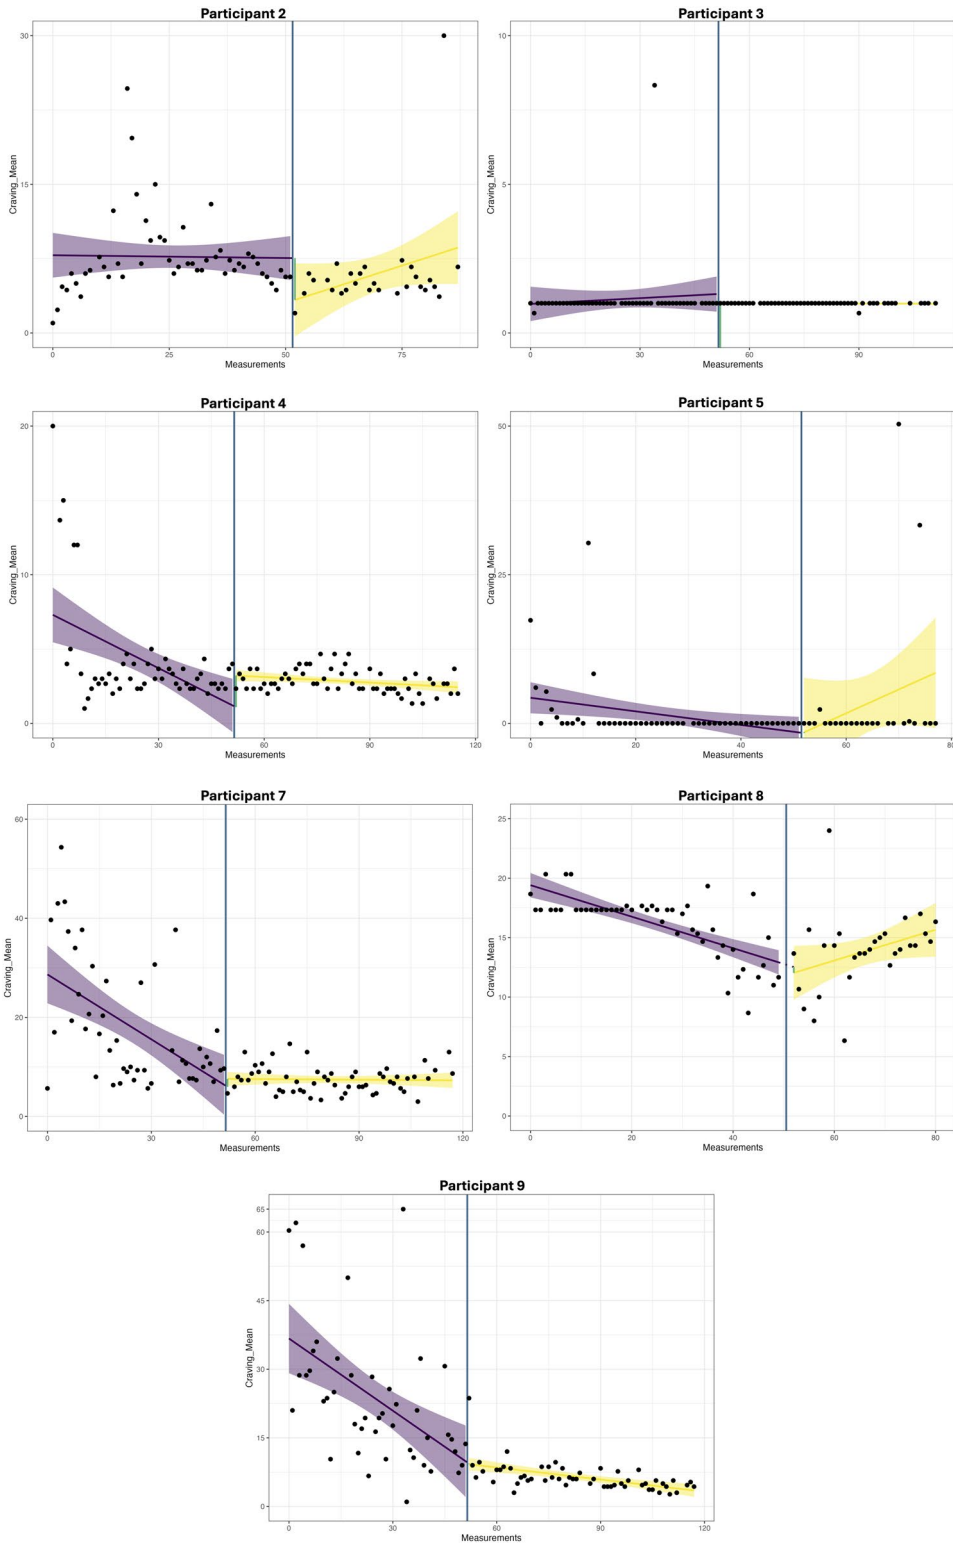 Participant 2
30
15
0
Craving_Mean
0 25 50 75
Measurements
Participant 3
10
5
0
Craving_Mean
0 30 60 90
Measurements
Participant 4
20
10
0
Craving_Mean
0 30 60 90 120
Measurements
Participant 5
50
25
0
Craving_Mean
0 20 40 60 80
Measurements
Participant 7
60
40
20
0
Craving_Mean
0 30 60 90 120
Measurements
Participant 8
25
20
15
10
5
0
Craving_Mean
0 20 40 60 80
Measurements
Participant 9
65
60
45
30
15
0
Craving_Mean
0 30 60 90 120
Measurements